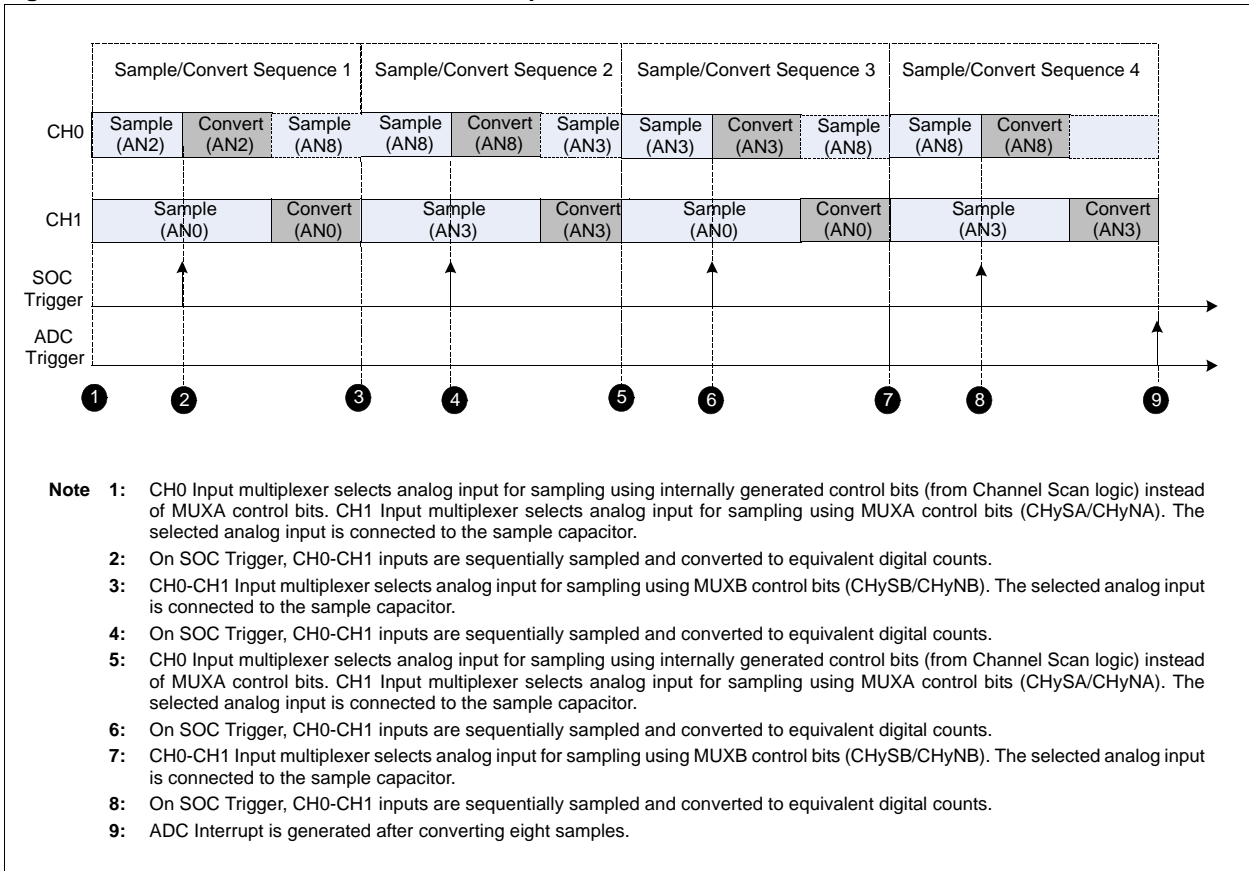 Sample/Convert Sequence 1 Sample/Convert Sequence 2 Sample/Convert Sequence 3 Sample/Convert Sequence 4
CH0
Sample (AN2)
Convert (AN2)
Sample (AN8)
Sample (AN8)
Convert (AN8)
Sample (AN3)
Sample (AN3)
Convert (AN3)
Sample (AN8)
Sample (AN8)
Convert (AN8)
CH1
Sample (AN0)
Convert (AN0)
Sample (AN3)
Convert (AN3)
Sample (AN0)
Convert (AN0)
Sample (AN3)
Convert (AN3)
SOC
Trigger
ADC
Trigger
1 2 3 4 5 6 7 8 9
Note 1: CH0 Input multiplexer selects analog input for sampling using internally generated control bits (from Channel Scan logic) instead
of MUXA control bits. CH1 Input multiplexer selects analog input for sampling using MUXA control bits (CHySA/CHyNA). The
selected analog input is connected to the sample capacitor.
2: On SOC Trigger, CH0-CH1 inputs are sequentially sampled and converted to equivalent digital counts.
3: CH0-CH1 Input multiplexer selects analog input for sampling using MUXB control bits (CHySB/CHyNB). The selected analog input
is connected to the sample capacitor.
4: On SOC Trigger, CH0-CH1 inputs are sequentially sampled and converted to equivalent digital counts.
5: CH0 Input multiplexer selects analog input for sampling using internally generated control bits (from Channel Scan logic) instead
of MUXA control bits. CH1 Input multiplexer selects analog input for sampling using MUXA control bits (CHySA/CHyNA). The
selected analog input is connected to the sample capacitor.
6: On SOC Trigger, CH0-CH1 inputs are sequentially sampled and converted to equivalent digital counts.
7: CH0-CH1 Input multiplexer selects analog input for sampling using MUXB control bits (CHySB/CHyNB). The selected analog input
is connected to the sample capacitor.
8: On SOC Trigger, CH0-CH1 inputs are sequentially sampled and converted to equivalent digital counts.
9: ADC Interrupt is generated after converting eight samples.